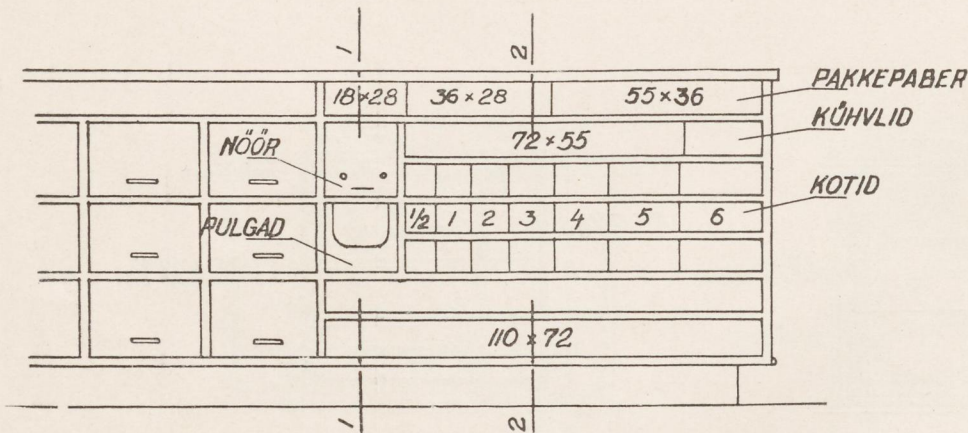 1 2
18×28 36×28 55×36 PAKKEPABER
72×55 KÜHVLID
NÖÖR
KOTID
½ 1 2 3 4 5 6
PULGAD
110×72
1 2